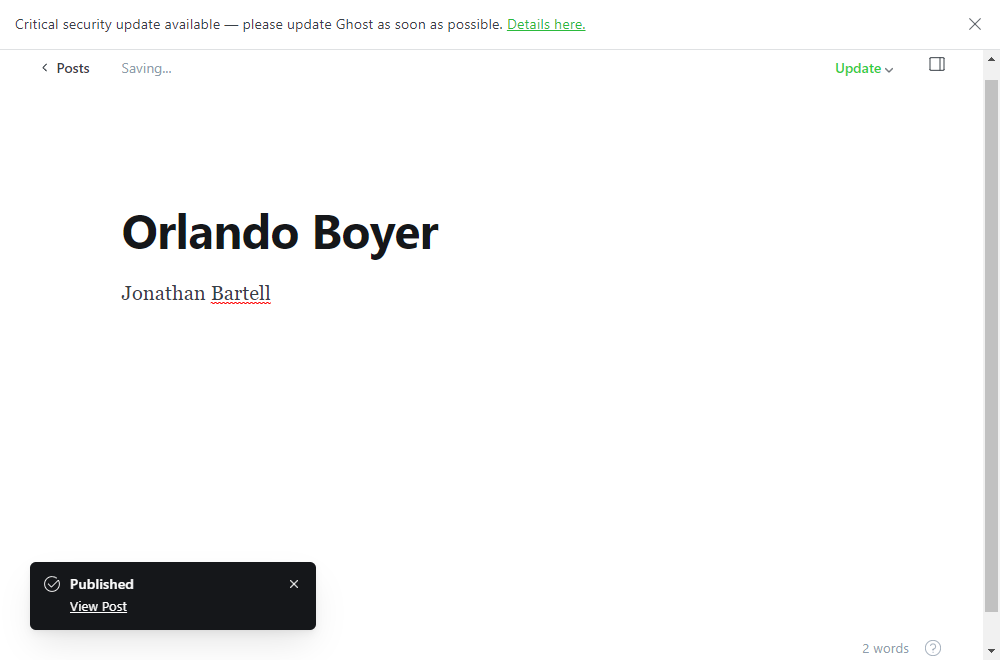 Critical security update available — please update Ghost as soon as possible. Details here.
Posts
Saving...
Update
Orlando Boyer
Jonathan Bartell
Published
View Post
2 words
?